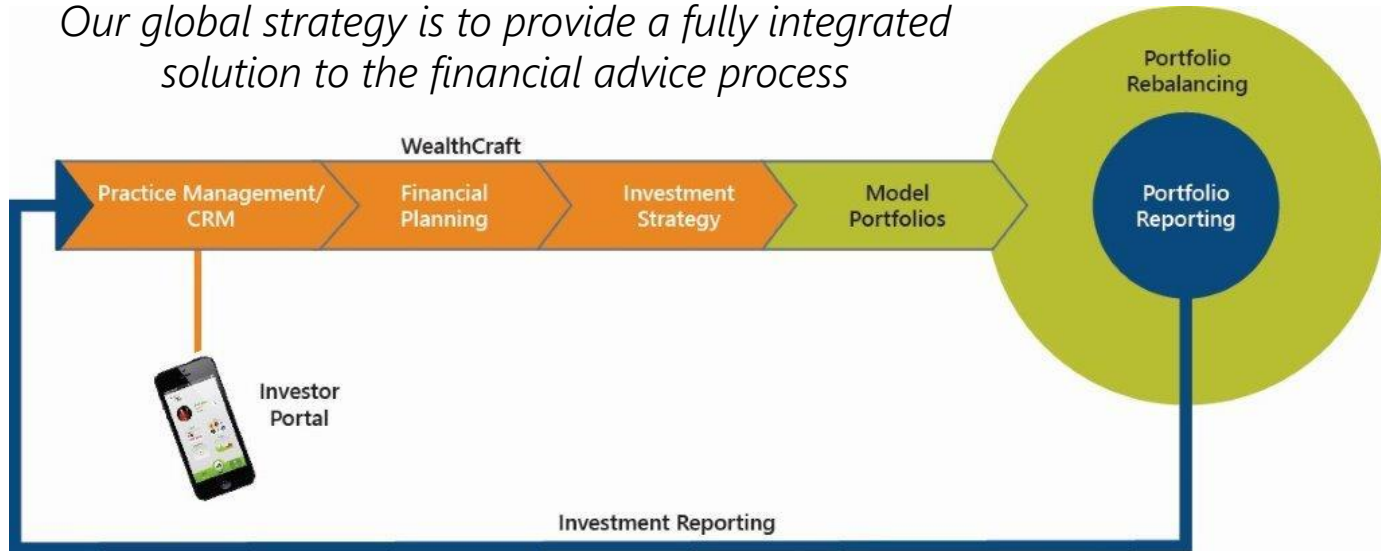 Our global strategy is to provide a fully integrated
solution to the financial advice process
WealthCraft
Practice Management/
CRM
Financial
Planning
Investment
Strategy
Model
Portfolios
Portfolio
Rebalancing
Portfolio
Reporting
Investor
Portal
Investment Reporting